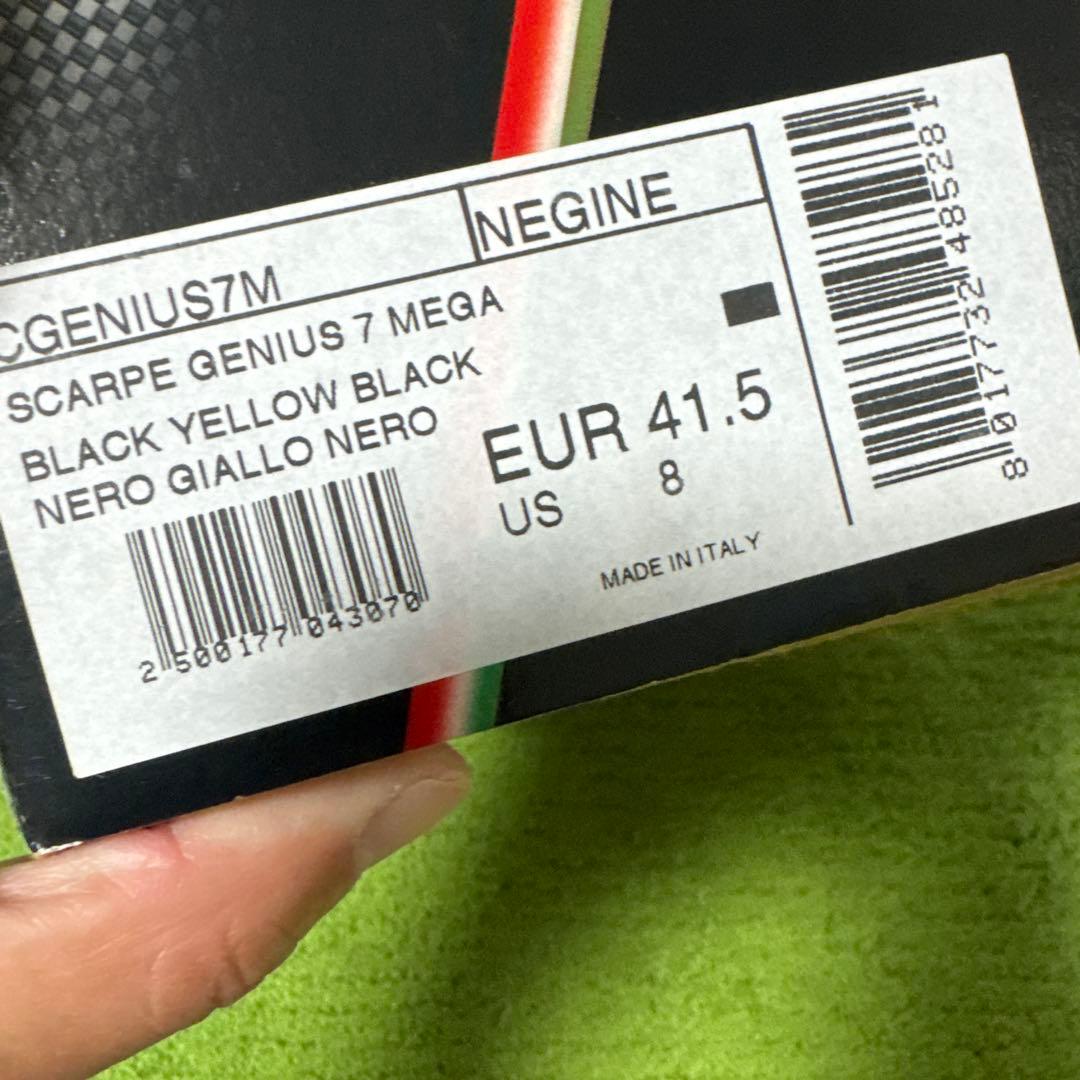 CGENIUS7M
NEGINE
SCARPE GENIUS 7 MEGA
BLACK YELLOW BLACK
NERO GIALLO NERO
EUR 41.5
US 8
MADE IN ITALY
2 500177 043070
8 017732 485281